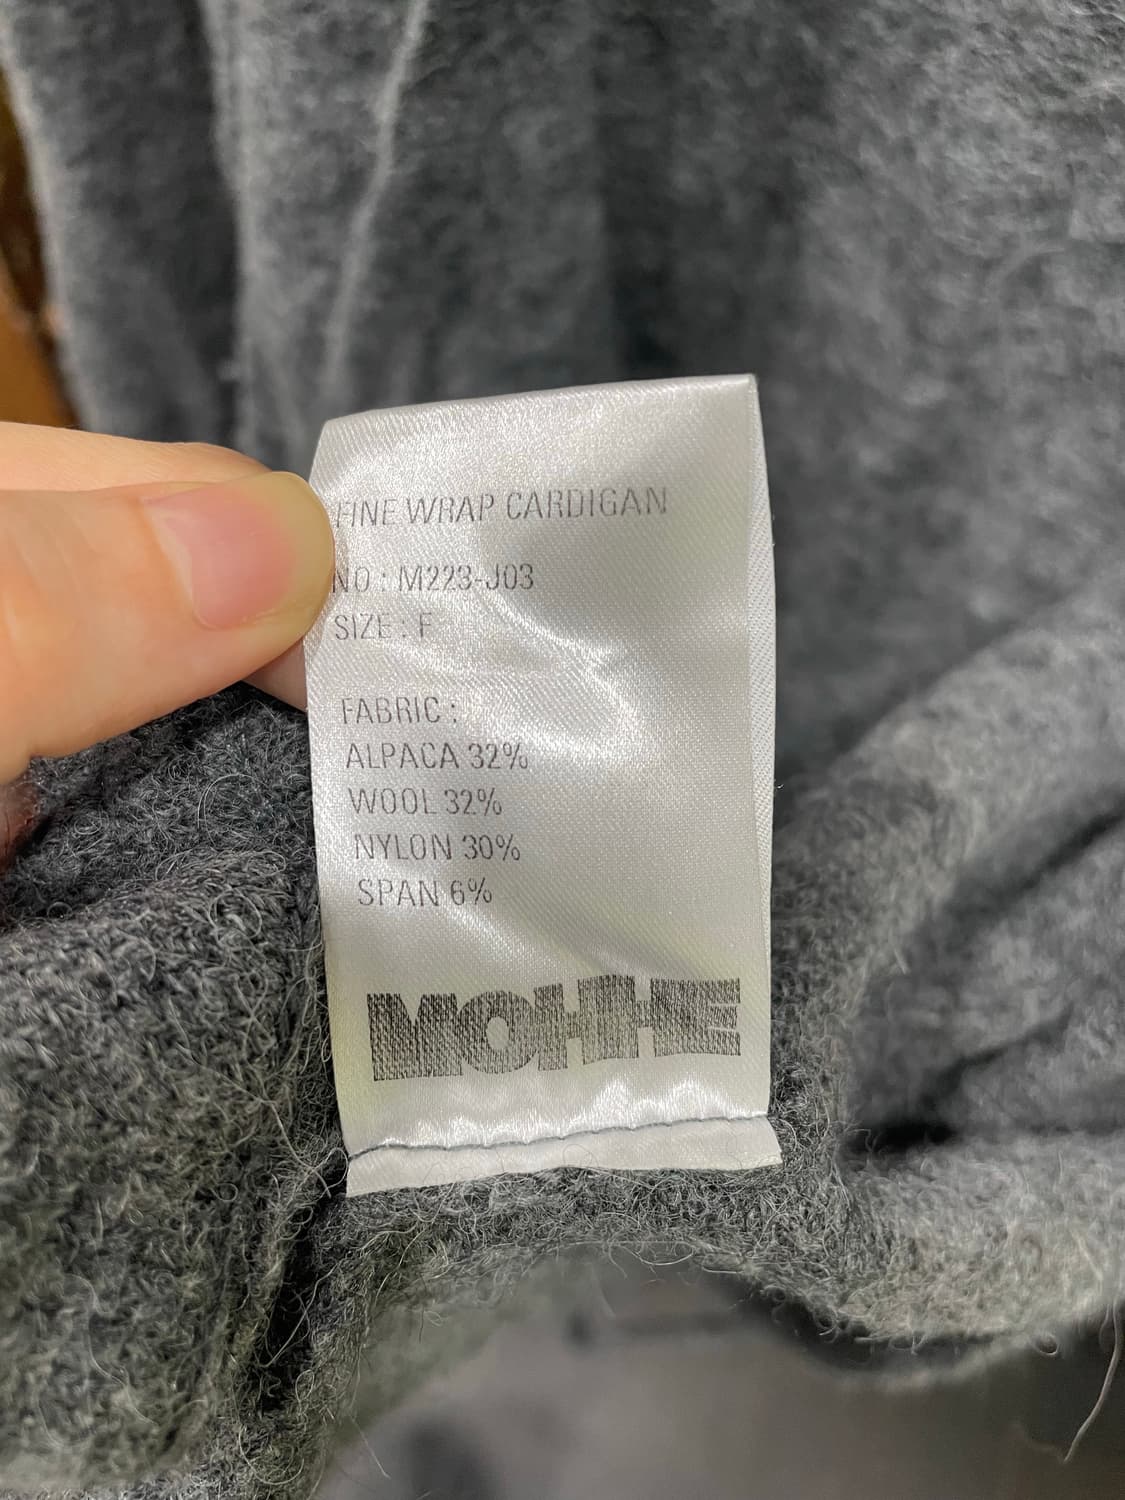 FINE WRAP CARDIGAN
NO : M223-J03
SIZE : F
FABRIC :
ALPACA 32%
WOOL 32%
NYLON 30%
SPAN 6%
MOHHE